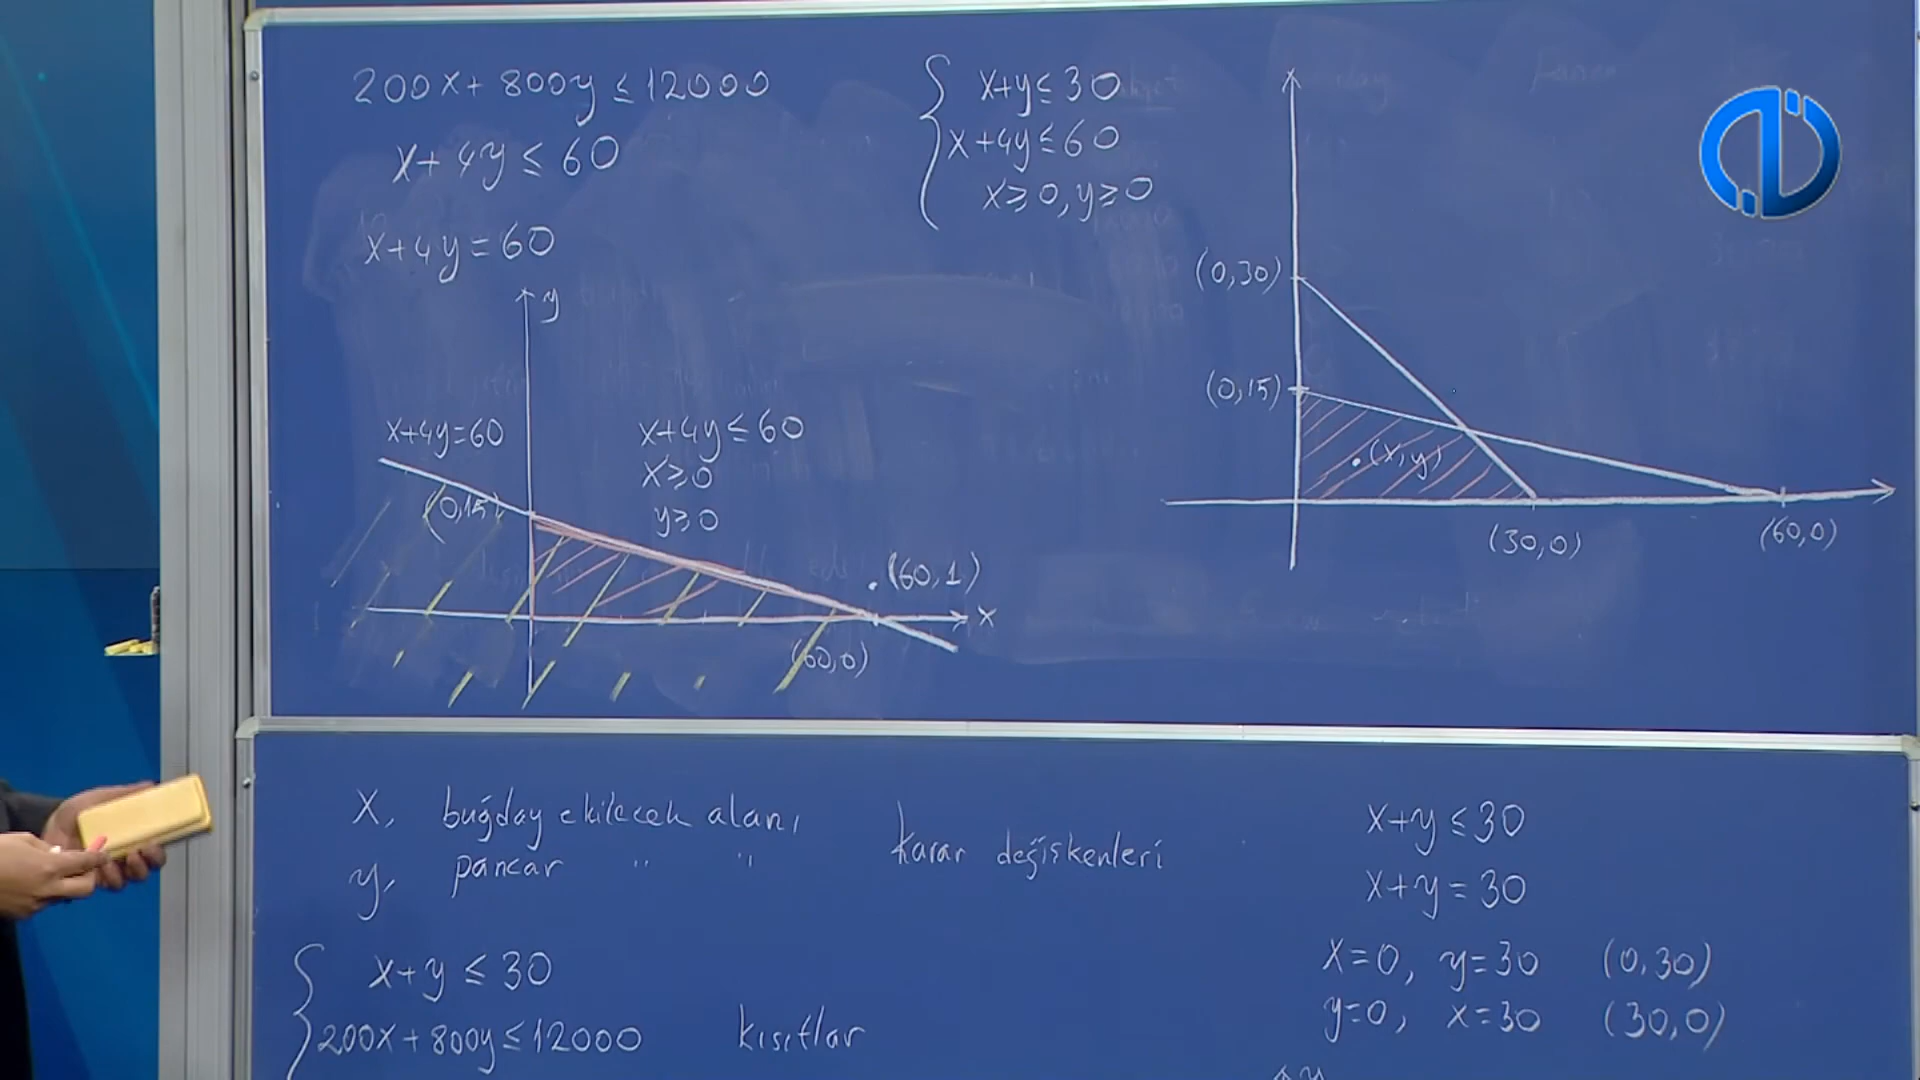 200x+800y≤12000
x+4y≤60
x+4y=60
y
x+4y=60
(0,15)
x+4y≤60
x≥0
y≥0
.(60,1)
x
(60,0)
x+y≤30
x+4y≤60
x≥0, y≥0
(0,30)
(0,15)
.(x,y)
(30,0)
(60,0)
x, buğday ekilecek alanı
y, pancar " "
karar değişkenleri
x+y≤30
200x+800y≤12000
kısıtlar
x+y≤30
x+y=30
x=0, y=30 (0,30)
y=0, x=30 (30,0)